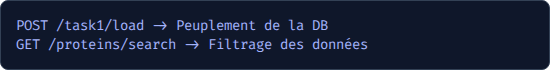 POST /task1/load → Peuplement de la DB
GET /proteins/search → Filtrage des données